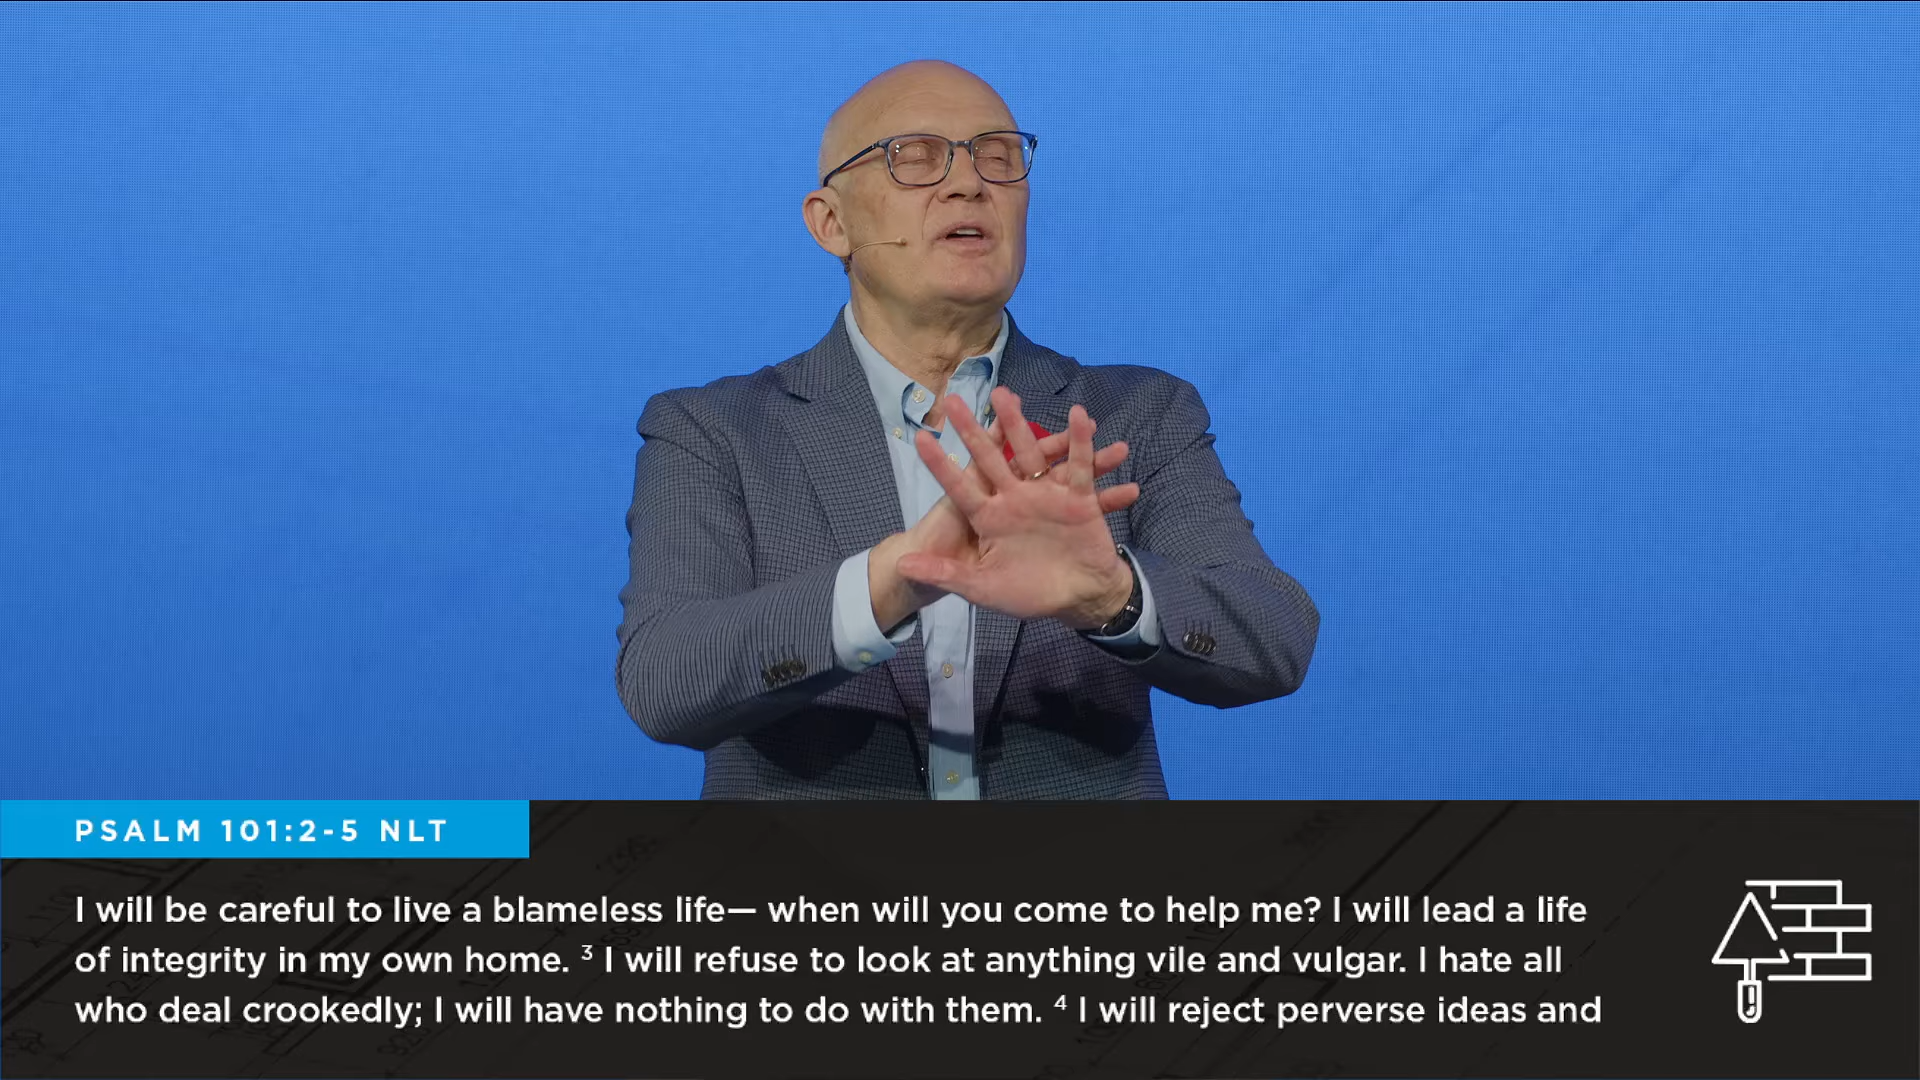 PSALM 101:2-5 NLT
I will be careful to live a blameless life— when will you come to help me? I will lead a life
of integrity in my own home. ³ I will refuse to look at anything vile and vulgar. I hate all
who deal crookedly; I will have nothing to do with them. ⁴ I will reject perverse ideas and